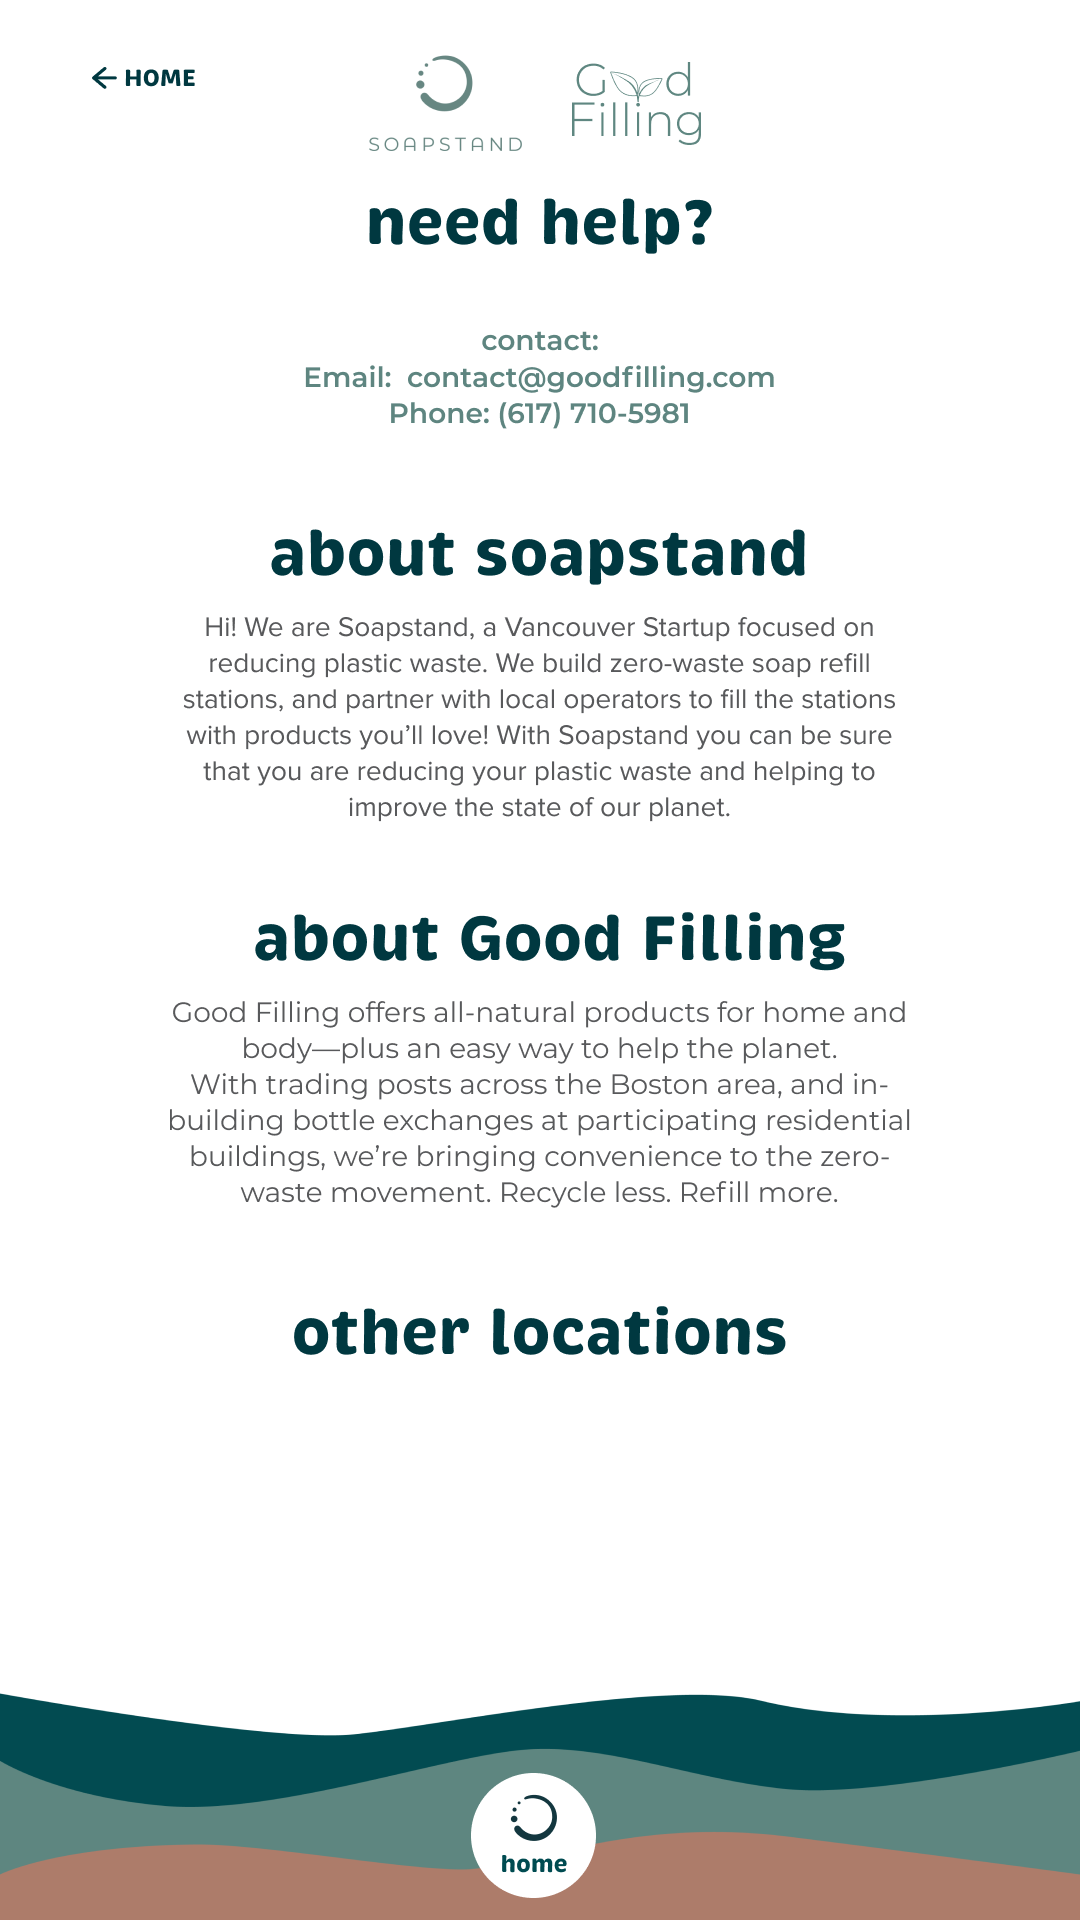 HOME
SOAPSTAND
Good
Filling
need help?
contact:
Email:  contact@goodfilling.com
Phone: (617) 710-5981
about soapstand
Hi! We are Soapstand, a Vancouver Startup focused on
reducing plastic waste. We build zero-waste soap refill
stations, and partner with local operators to fill the stations
with products you’ll love! With Soapstand you can be sure
that you are reducing your plastic waste and helping to
improve the state of our planet.
about Good Filling
Good Filling offers all-natural products for home and
body—plus an easy way to help the planet.
With trading posts across the Boston area, and in-
building bottle exchanges at participating residential
buildings, we’re bringing convenience to the zero-
waste movement. Recycle less. Refill more.
other locations
home